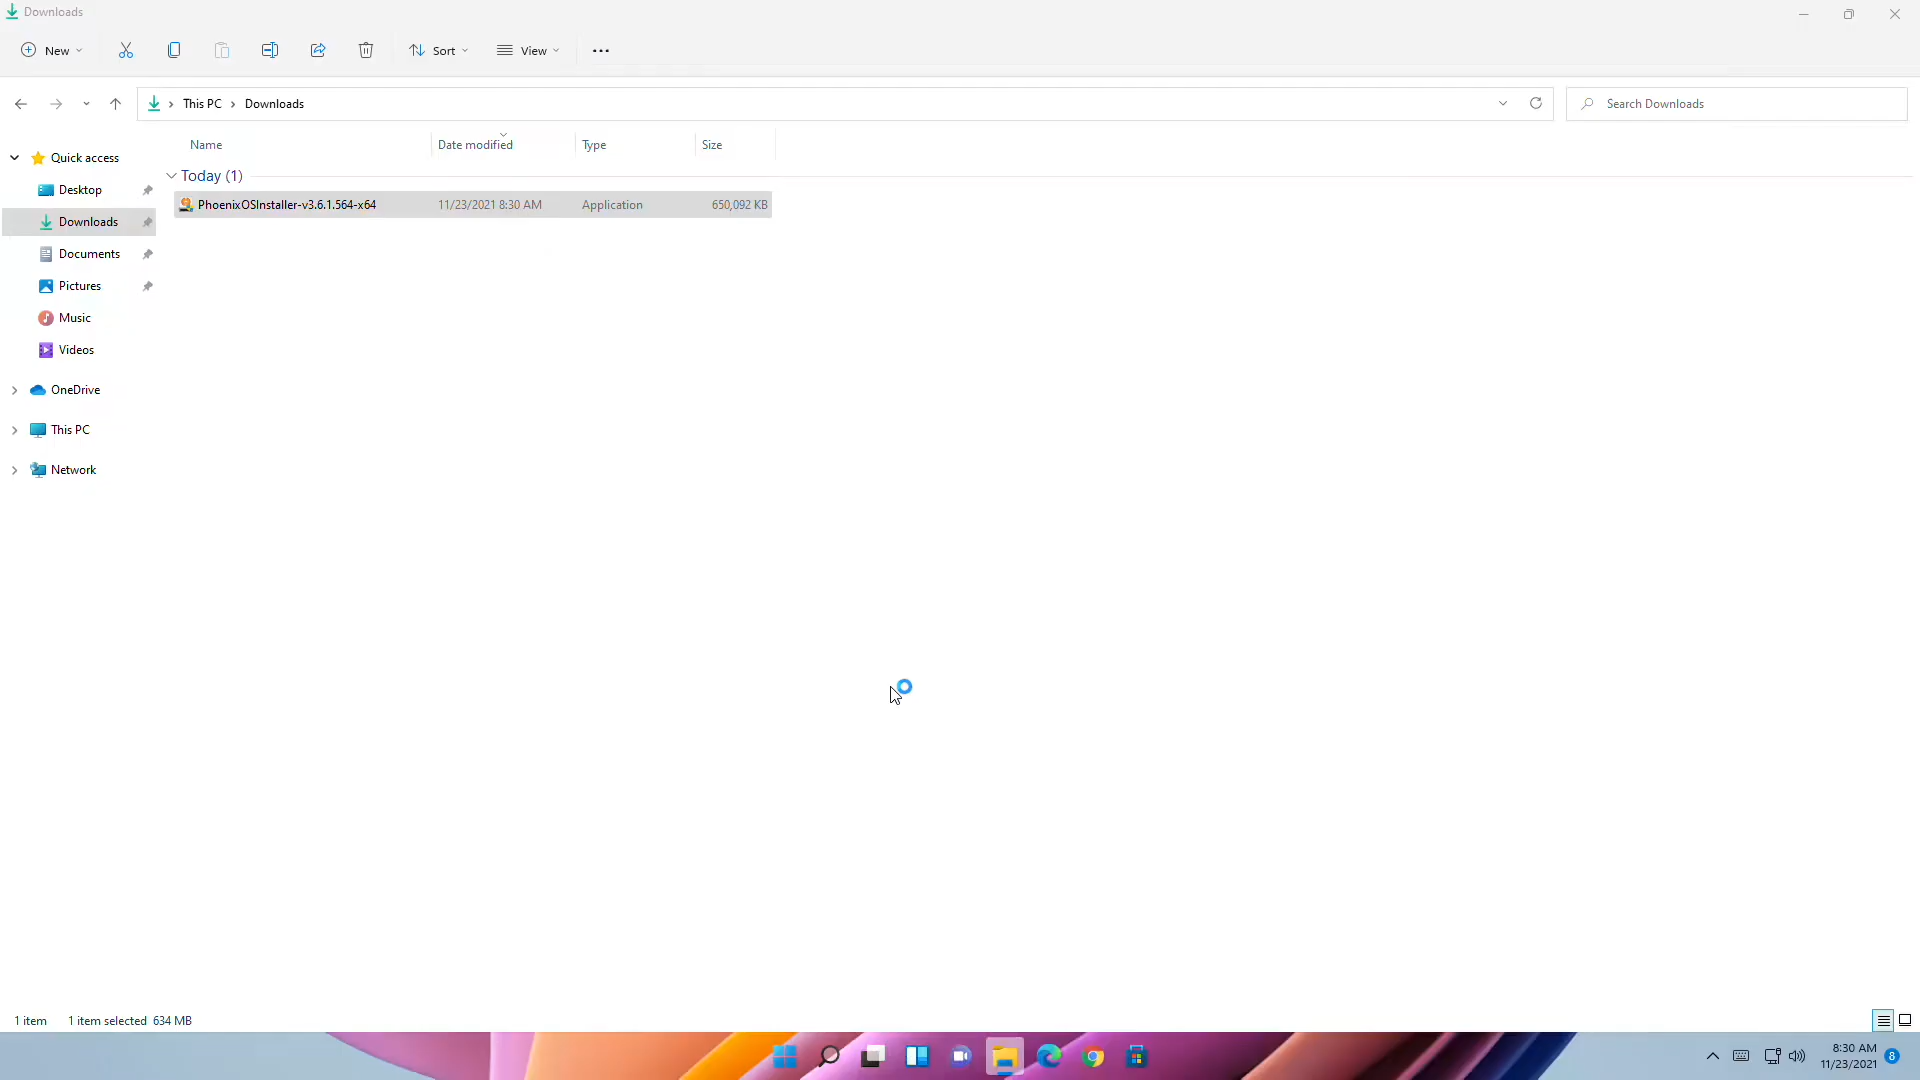 Downloads
New
Sort
View
This PC
Downloads
Search Downloads
Name
Date modified
Type
Size
Quick access
Today (1)
Desktop
PhoenixOSInstaller-v3.6.1.564-x64
11/23/2021 8:30 AM
Application
650,092 KB
Downloads
Documents
Pictures
Music
Videos
OneDrive
This PC
Network
1 item
1 item selected 634 MB
8:30 AM
11/23/2021
8